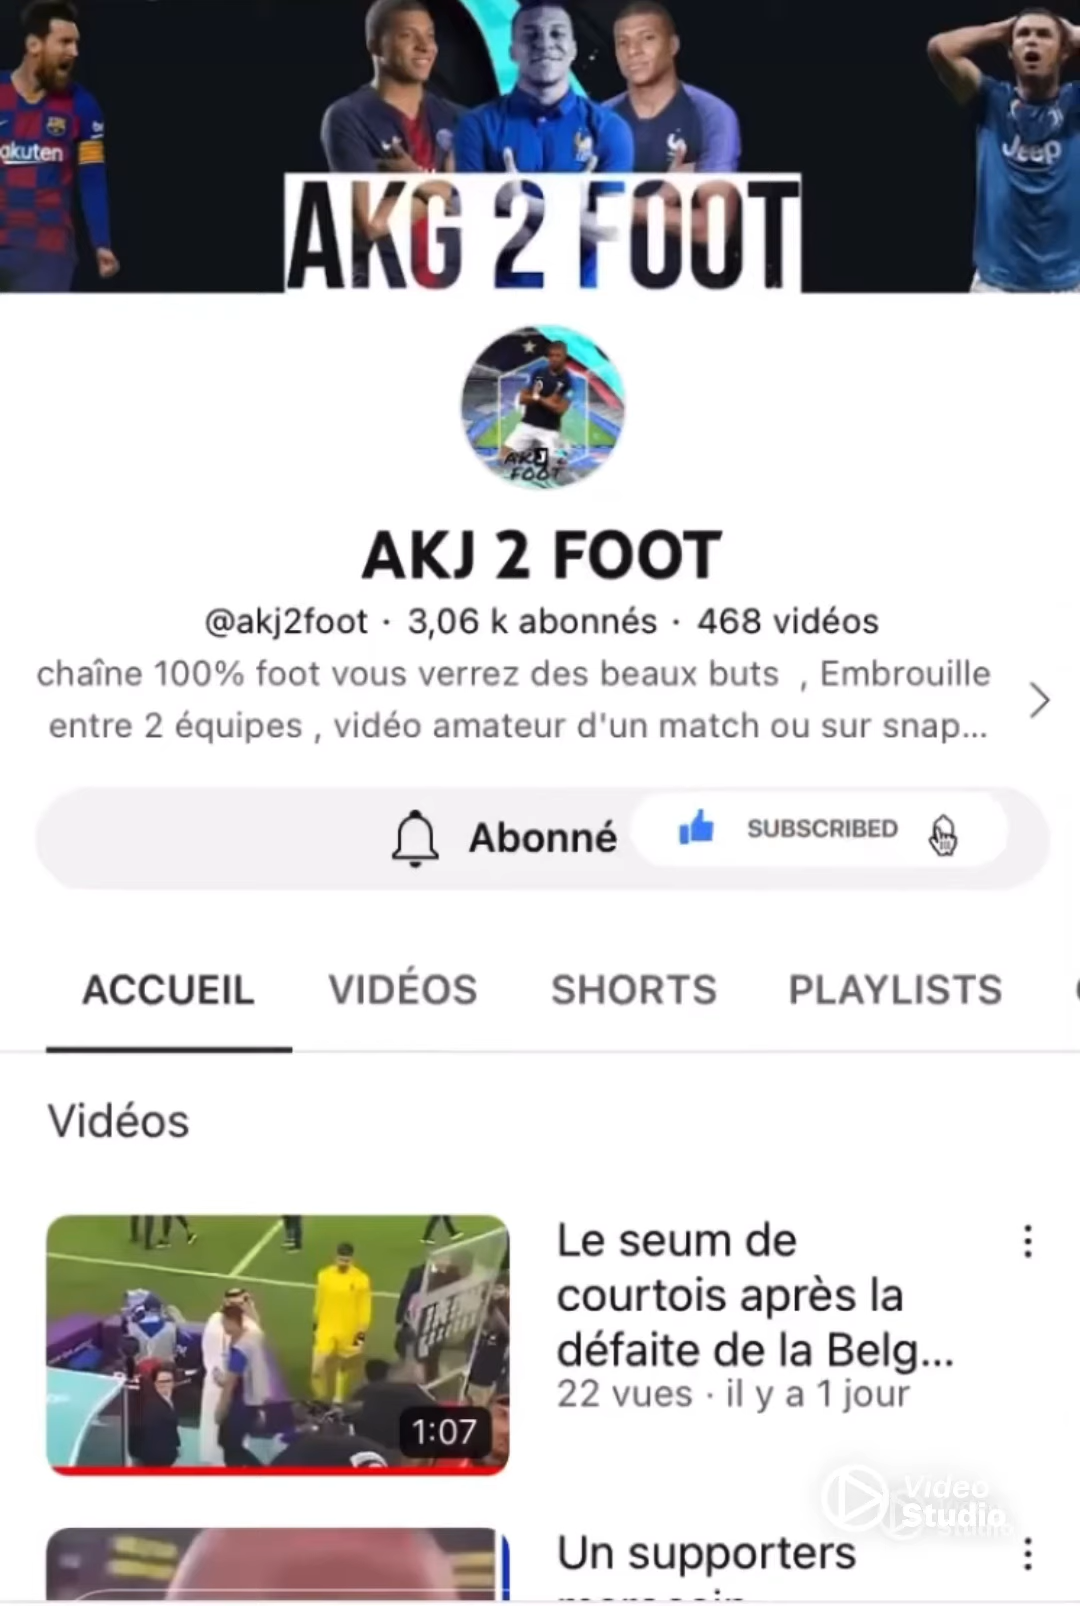 akuten
Jeep
AKG 2 FOOT
AKJ 2
FOOT
AKJ 2 FOOT
@akj2foot · 3,06 k abonnés · 468 vidéos
chaîne 100% foot vous verrez des beaux buts , Embrouille
entre 2 équipes , vidéo amateur d'un match ou sur snap...
Abonné
SUBSCRIBED
ACCUEIL VIDÉOS SHORTS PLAYLISTS
Vidéos
Le seum de
courtois après la
défaite de la Belg...
22 vues · il y a 1 jour
1:07
Video
Studio
Un supporters